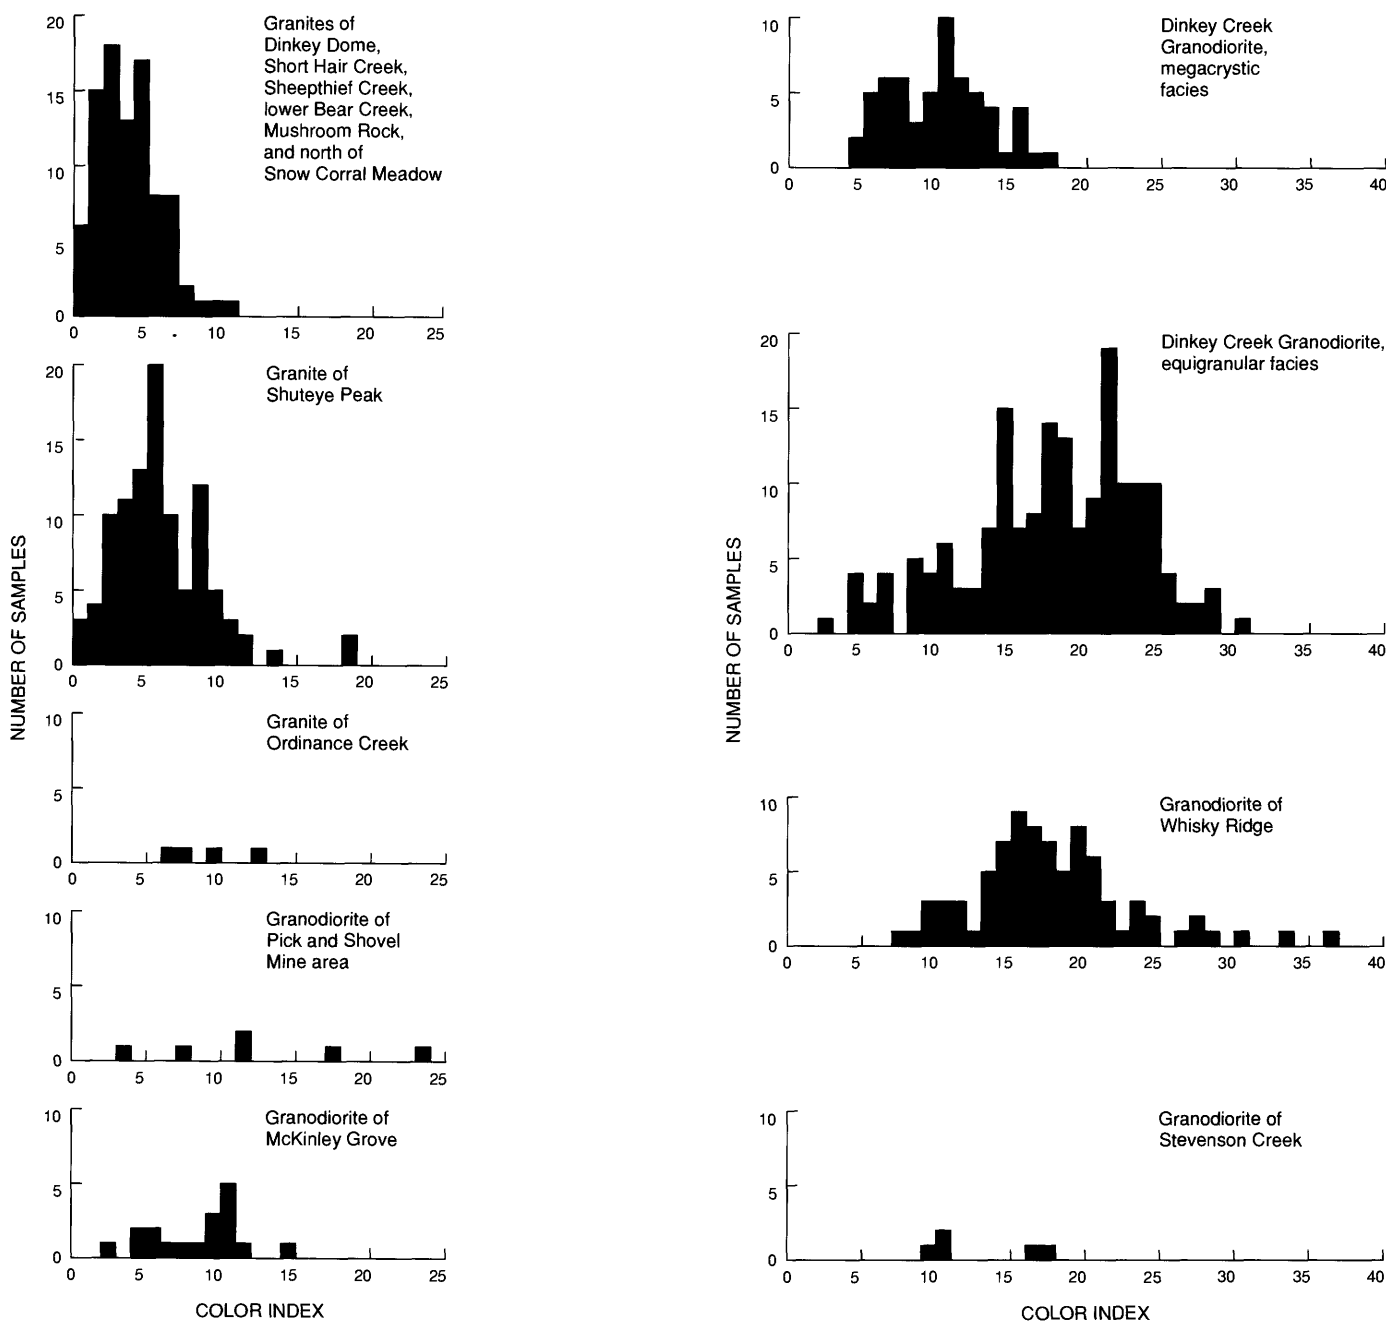 20
15
10
5
0
0 5 10 15 20 25
Granites of
Dinkey Dome,
Short Hair Creek,
Sheepthief Creek,
lower Bear Creek,
Mushroom Rock,
and north of
Snow Corral Meadow
20
15
10
5
0
0 5 10 15 20 25
Granite of
Shuteye Peak
NUMBER OF SAMPLES
10
5
0
0 5 10 15 20 25
Granite of
Ordinance Creek
10
5
0
0 5 10 15 20 25
Granodiorite of
Pick and Shovel
Mine area
10
5
0
0 5 10 15 20 25
Granodiorite of
McKinley Grove
COLOR INDEX
10
5
0
0 5 10 15 20 25 30 35 40
Dinkey Creek
Granodiorite,
megacrystic
facies
20
15
10
5
0
0 5 10 15 20 25 30 35 40
Dinkey Creek Granodiorite,
equigranular facies
NUMBER OF SAMPLES
10
5
0
0 5 10 15 20 25 30 35 40
Granodiorite of
Whisky Ridge
10
5
0
0 5 10 15 20 25 30 35 40
Granodiorite of
Stevenson Creek
COLOR INDEX